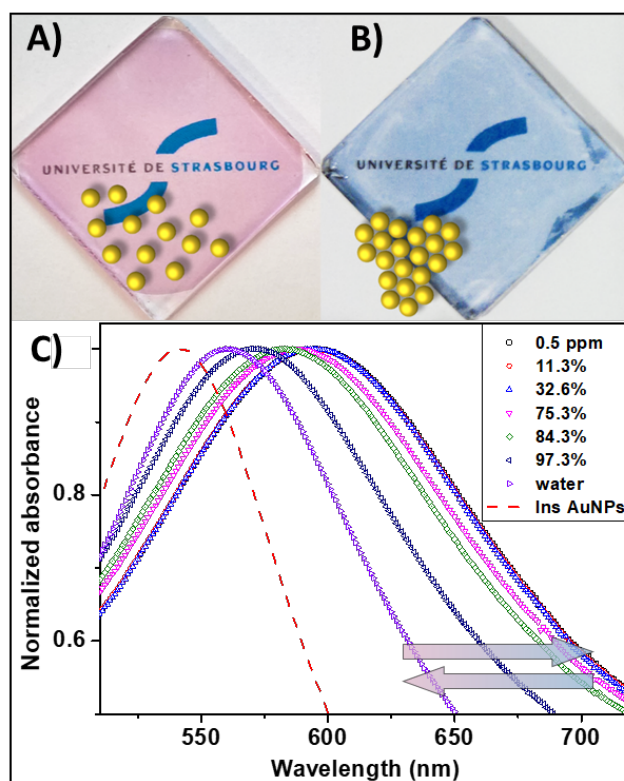 A)
B)
UNIVERSITÉ DE STRASBOURG
UNIVERSITÉ DE STRASBOURG
C)
0.5 ppm
11.3%
32.6%
75.3%
84.3%
97.3%
water
Ins AuNPs
Normalized absorbance
0.8
0.6
550
600
650
700
Wavelength (nm)